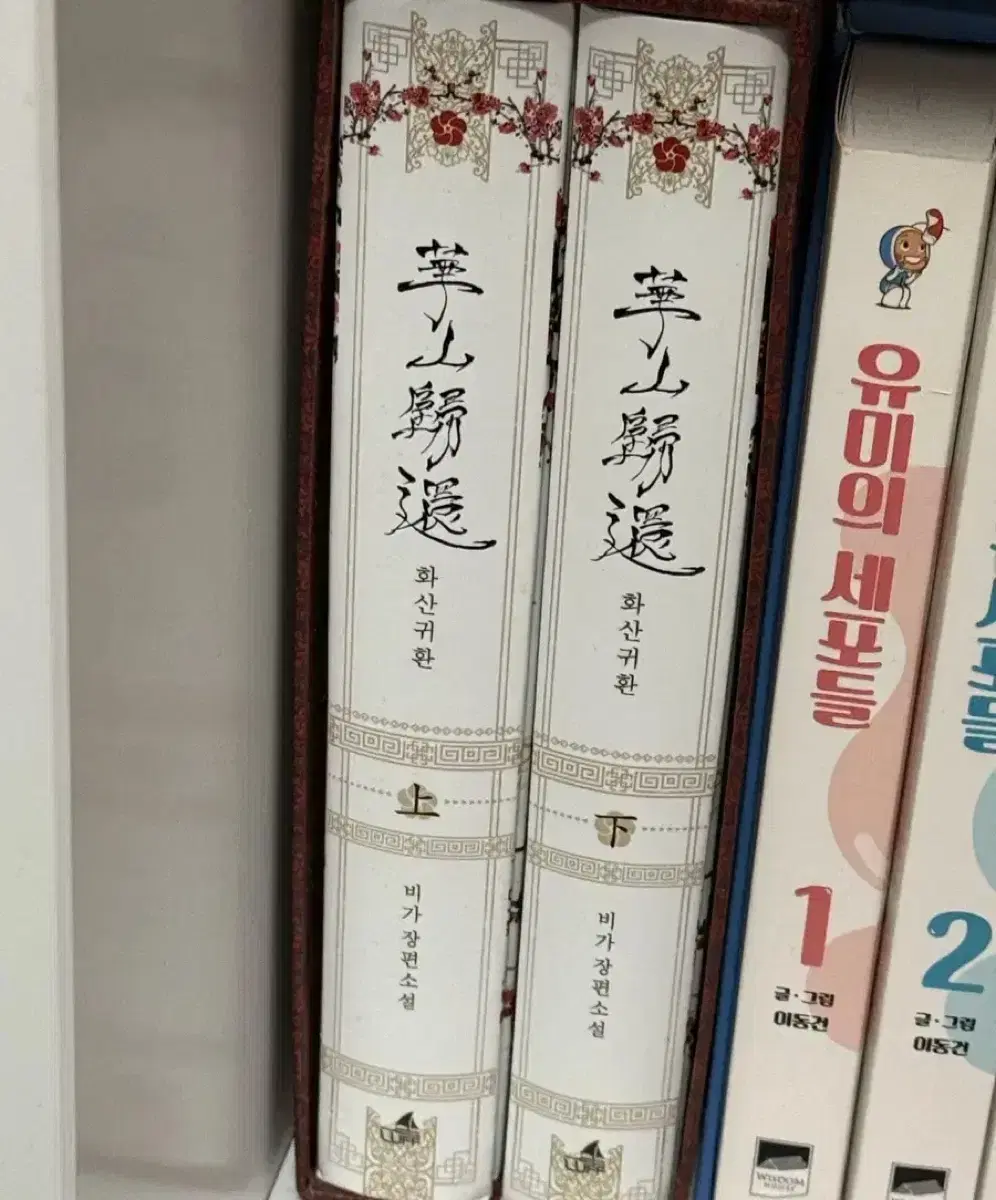 華山歸還
화산귀환
上
비가 장편소설
華山歸還
화산귀환
下
비가 장편소설
유미의 세포들
1
글·그림
이동건
WISDOM HOUSE
2
글·그림
이동건